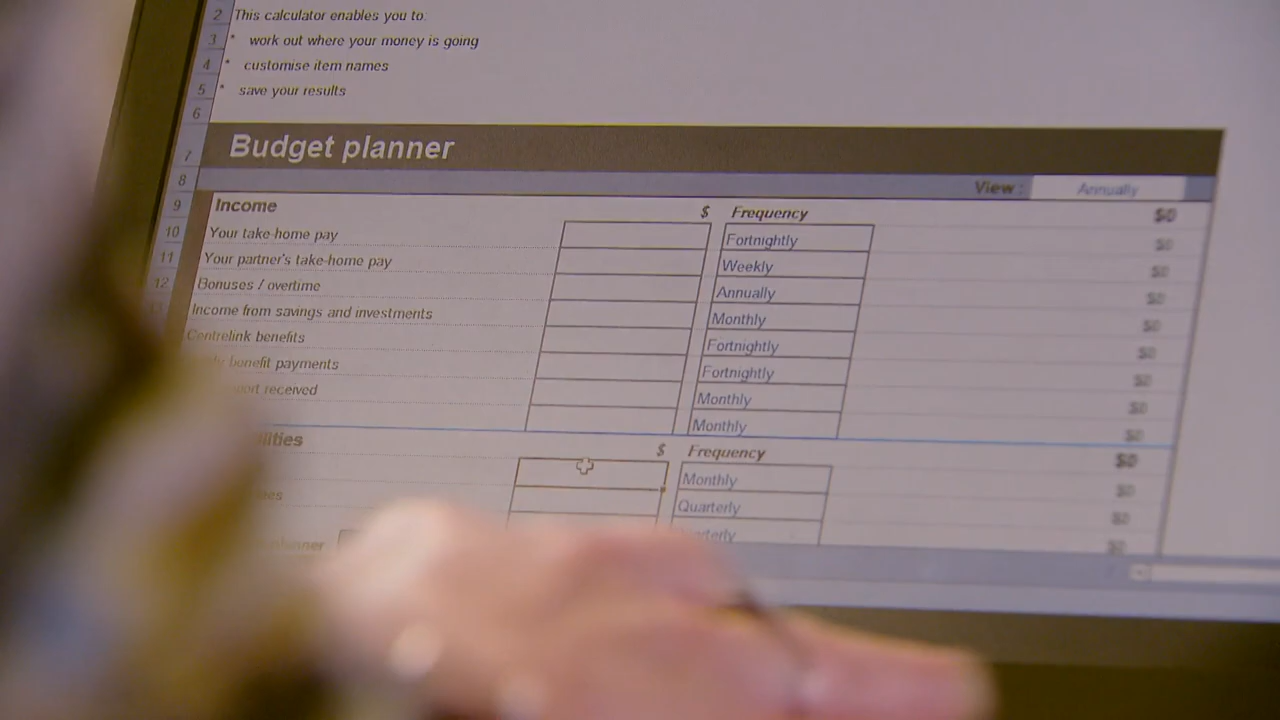 2 This calculator enables you to:
3 * work out where your money is going
4 * customise item names
5 * save your results
6
7 Budget planner
8 View : Annually
9 Income $ Frequency $0
10 Your take-home pay Fortnightly $0
11 Your partner's take-home pay Weekly $0
12 Bonuses / overtime Annually $0
13 Income from savings and investments Monthly $0
Centrelink benefits Fortnightly $0
benefit payments Fortnightly $0
received Monthly $0
Monthly $0
$ Frequency $0
Monthly $0
Quarterly $0
$0